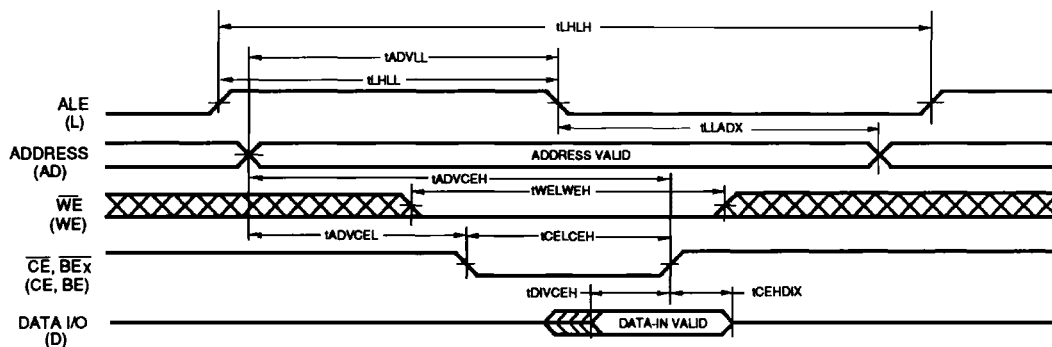 tLHLH
tADVLL
tLHLL
ALE
(L)
tLLADX
ADDRESS
(AD)
ADDRESS VALID
tADVCEH
tWELWEH
WE
(WE)
tADVCEL
tCELCEH
CE, BEx
(CE, BE)
tDIVCEH
tCEHDIX
DATA I/O
(D)
DATA-IN VALID